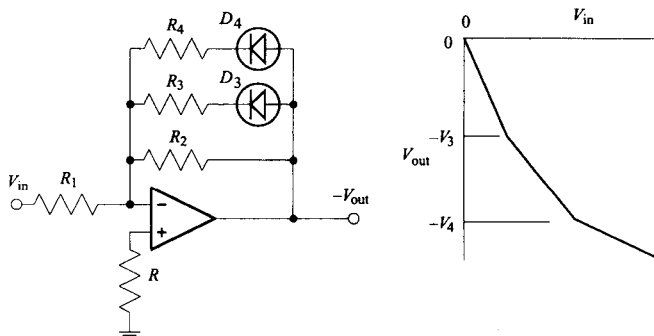 R4 D4
R3 D3
R2
Vin R1 − −Vout
+
R
0 Vin
0
−V3
Vout
−V4